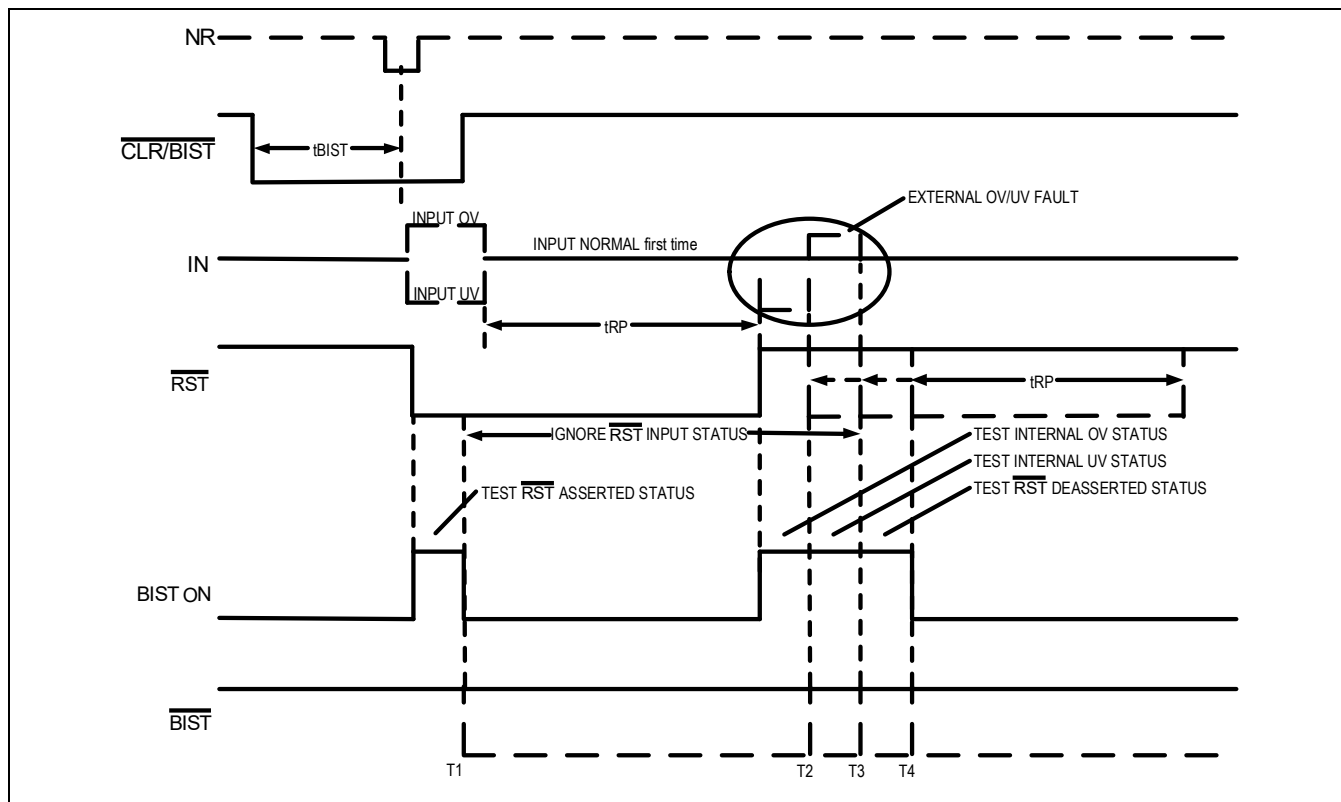 NR
CLR/BIST
tBIST
EXTERNAL OV/UV FAULT
INPUT OV
INPUT NORMAL first time
IN
INPUT UV
tRP
RST
tRP
IGNORE RST INPUT STATUS
TEST INTERNAL OV STATUS
TEST INTERNAL UV STATUS
TEST RST ASSERTED STATUS
TEST RST DEASSERTED STATUS
BIST ON
BIST
T1
T2
T3
T4